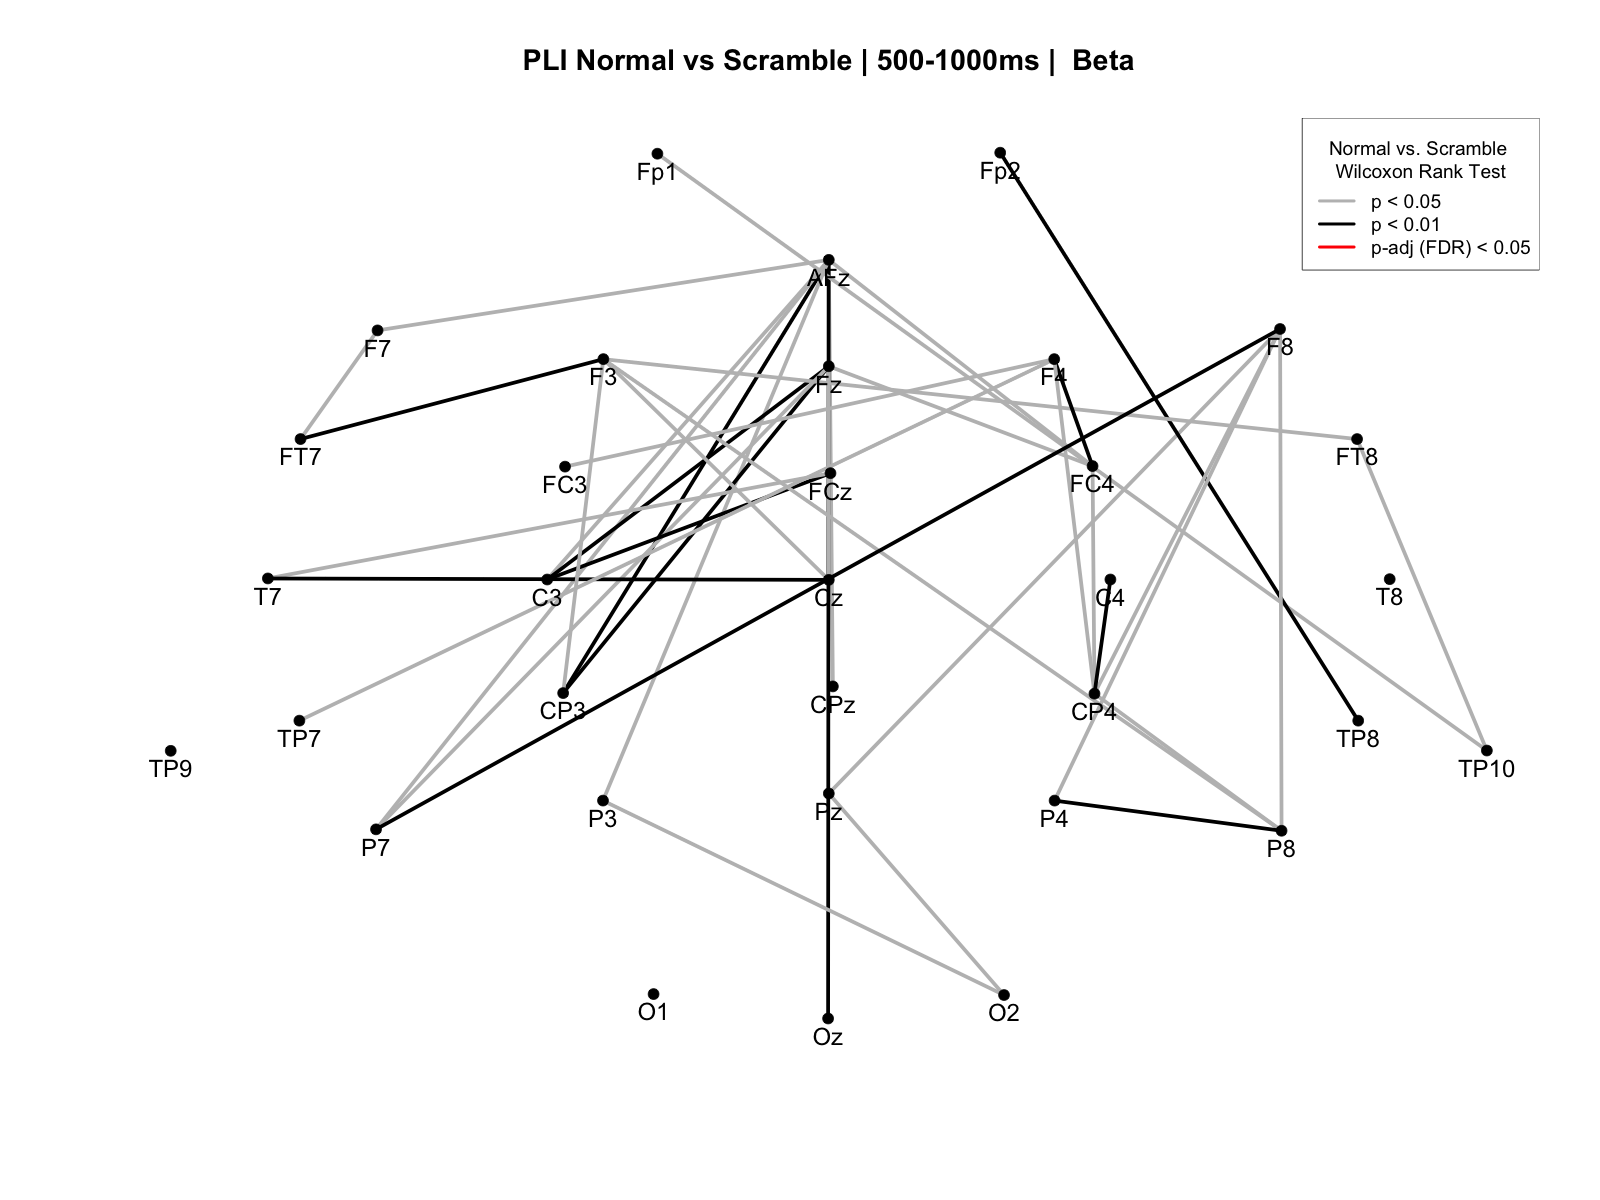 PLI Normal vs Scramble | 500-1000ms | Beta
Normal vs. Scramble
Wilcoxon Rank Test
p < 0.05
p < 0.01
p-adj (FDR) < 0.05
Fp1
Fp2
AFz
F7
F8
F3
Fz
F4
FT7
FT8
FC3
FCz
FC4
T7
C3
Cz
C4
T8
CP3
CPz
CP4
TP7
TP8
TP9
TP10
P3
Pz
P4
P7
P8
O1
O2
Oz